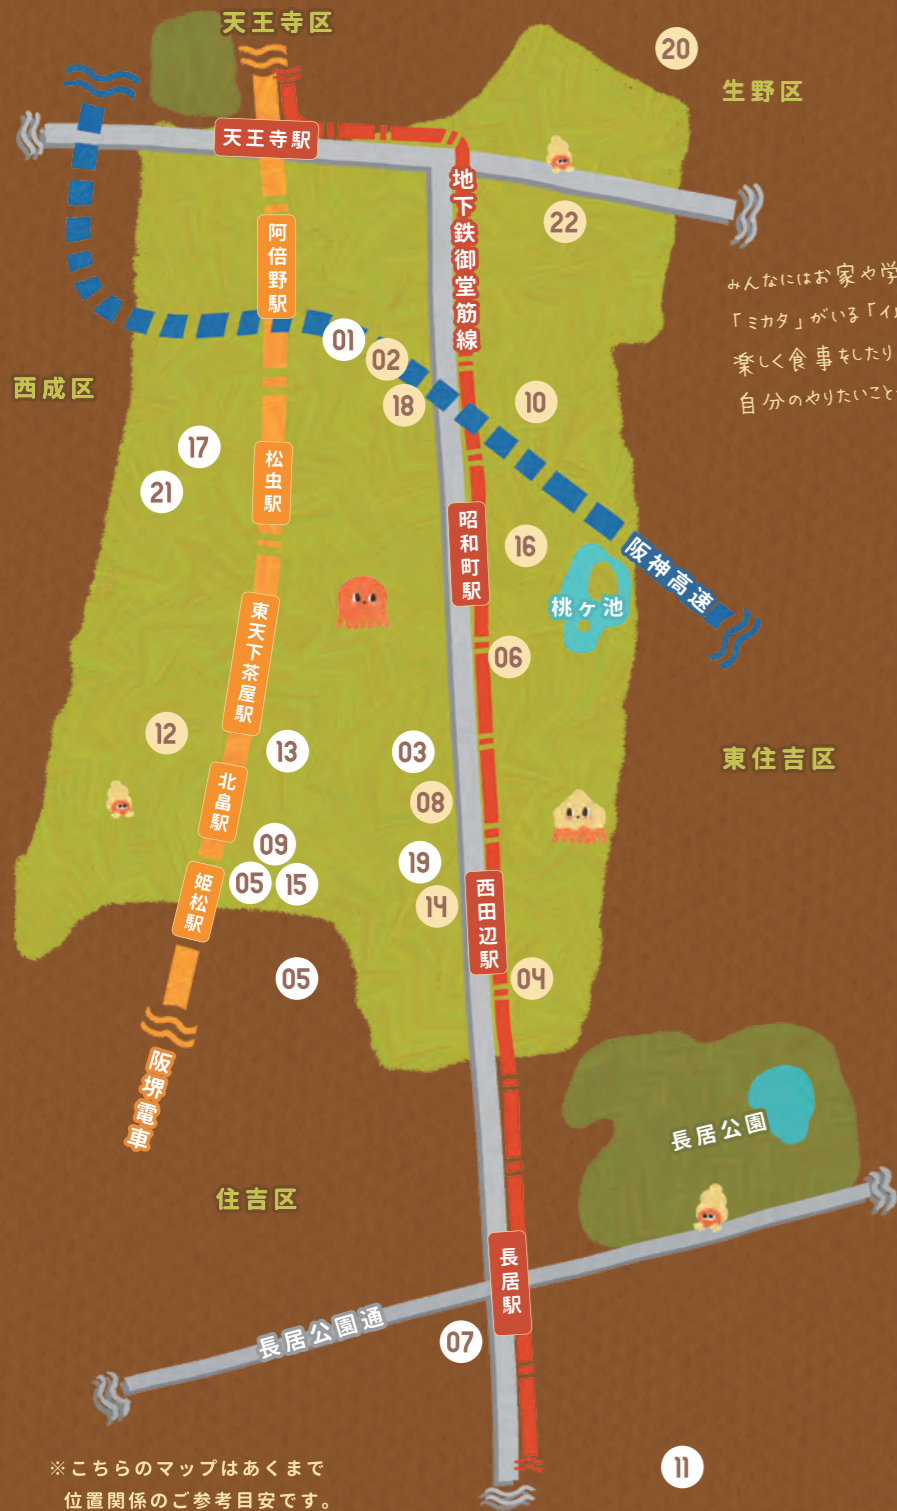 天王寺区
20
生野区
天王寺駅
地下鉄御堂筋線
22
阿倍野駅
みんなにはお家や学
「ミカタ」がいる「イ
楽しく食事をしたり
自分のやりたいこと
01
02
西成区
18
10
17
松虫駅
21
昭和町駅
16
阪神高速
桃ヶ池
東天下茶屋駅
06
12
13
03
東住吉区
北畠駅
08
09
19
姫松駅
05
15
14
西田辺駅
05
04
阪堺電車
長居公園
住吉区
長居駅
長居公園通
07
11
※こちらのマップはあくまで
位置関係のご参考目安です。